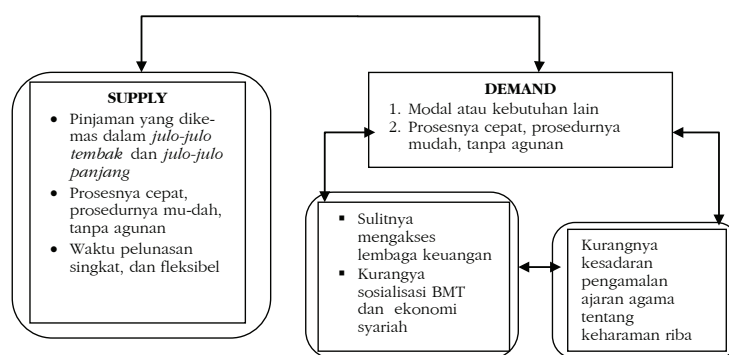 SUPPLY
• Pinjaman yang dike-
mas dalam julo-julo
tembak dan julo-julo
panjang
• Prosesnya cepat,
prosedurnya mu-dah,
tanpa agunan
• Waktu pelunasan
singkat, dan fleksibel
DEMAND
1. Modal atau kebutuhan lain
2. Prosesnya cepat, prosedurnya
mudah, tanpa agunan
▪ Sulitnya
mengakses
lembaga keuangan
▪ Kurangya
sosialisasi BMT
dan ekonomi
syariah
Kurangnya
kesadaran
pengamalan
ajaran agama
tentang
keharaman riba